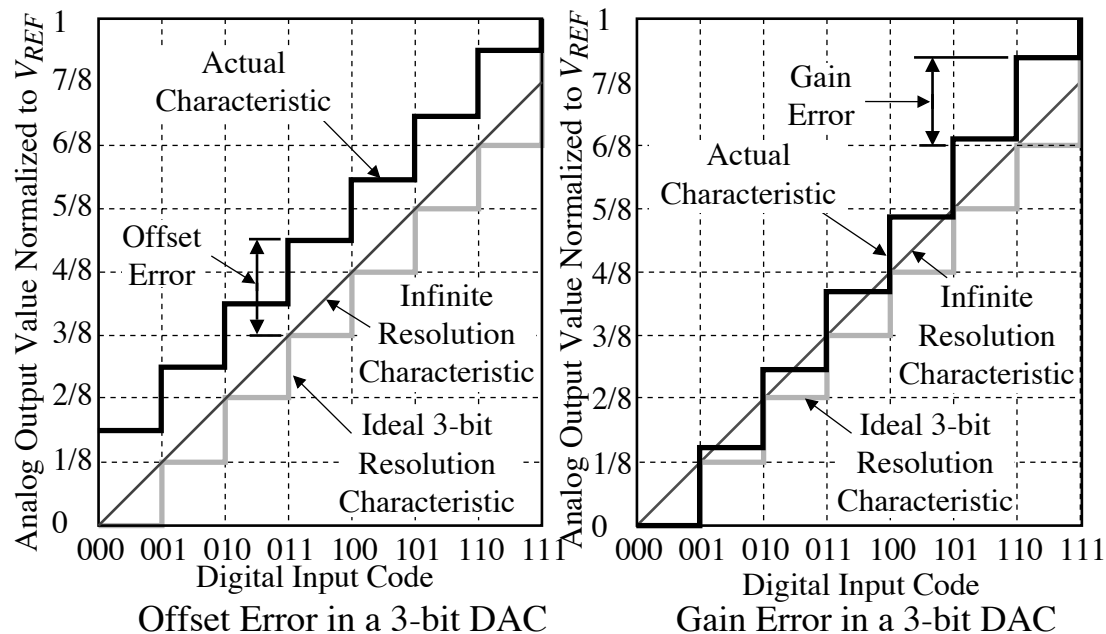 Analog Output Value Normalized to VREF
1
7/8
6/8
5/8
4/8
3/8
2/8
1/8
0
Actual
Characteristic
Offset
Error
Infinite
Resolution
Characteristic
Ideal 3-bit
Resolution
Characteristic
000 001 010 011 100 101 110 111
Digital Input Code
Offset Error in a 3-bit DAC
Analog Output Value Normalized to VREF
1
7/8
6/8
5/8
4/8
3/8
2/8
1/8
0
Gain
Error
Actual
Characteristic
Infinite
Resolution
Characteristic
Ideal 3-bit
Resolution
Characteristic
000 001 010 011 100 101 110 111
Digital Input Code
Gain Error in a 3-bit DAC